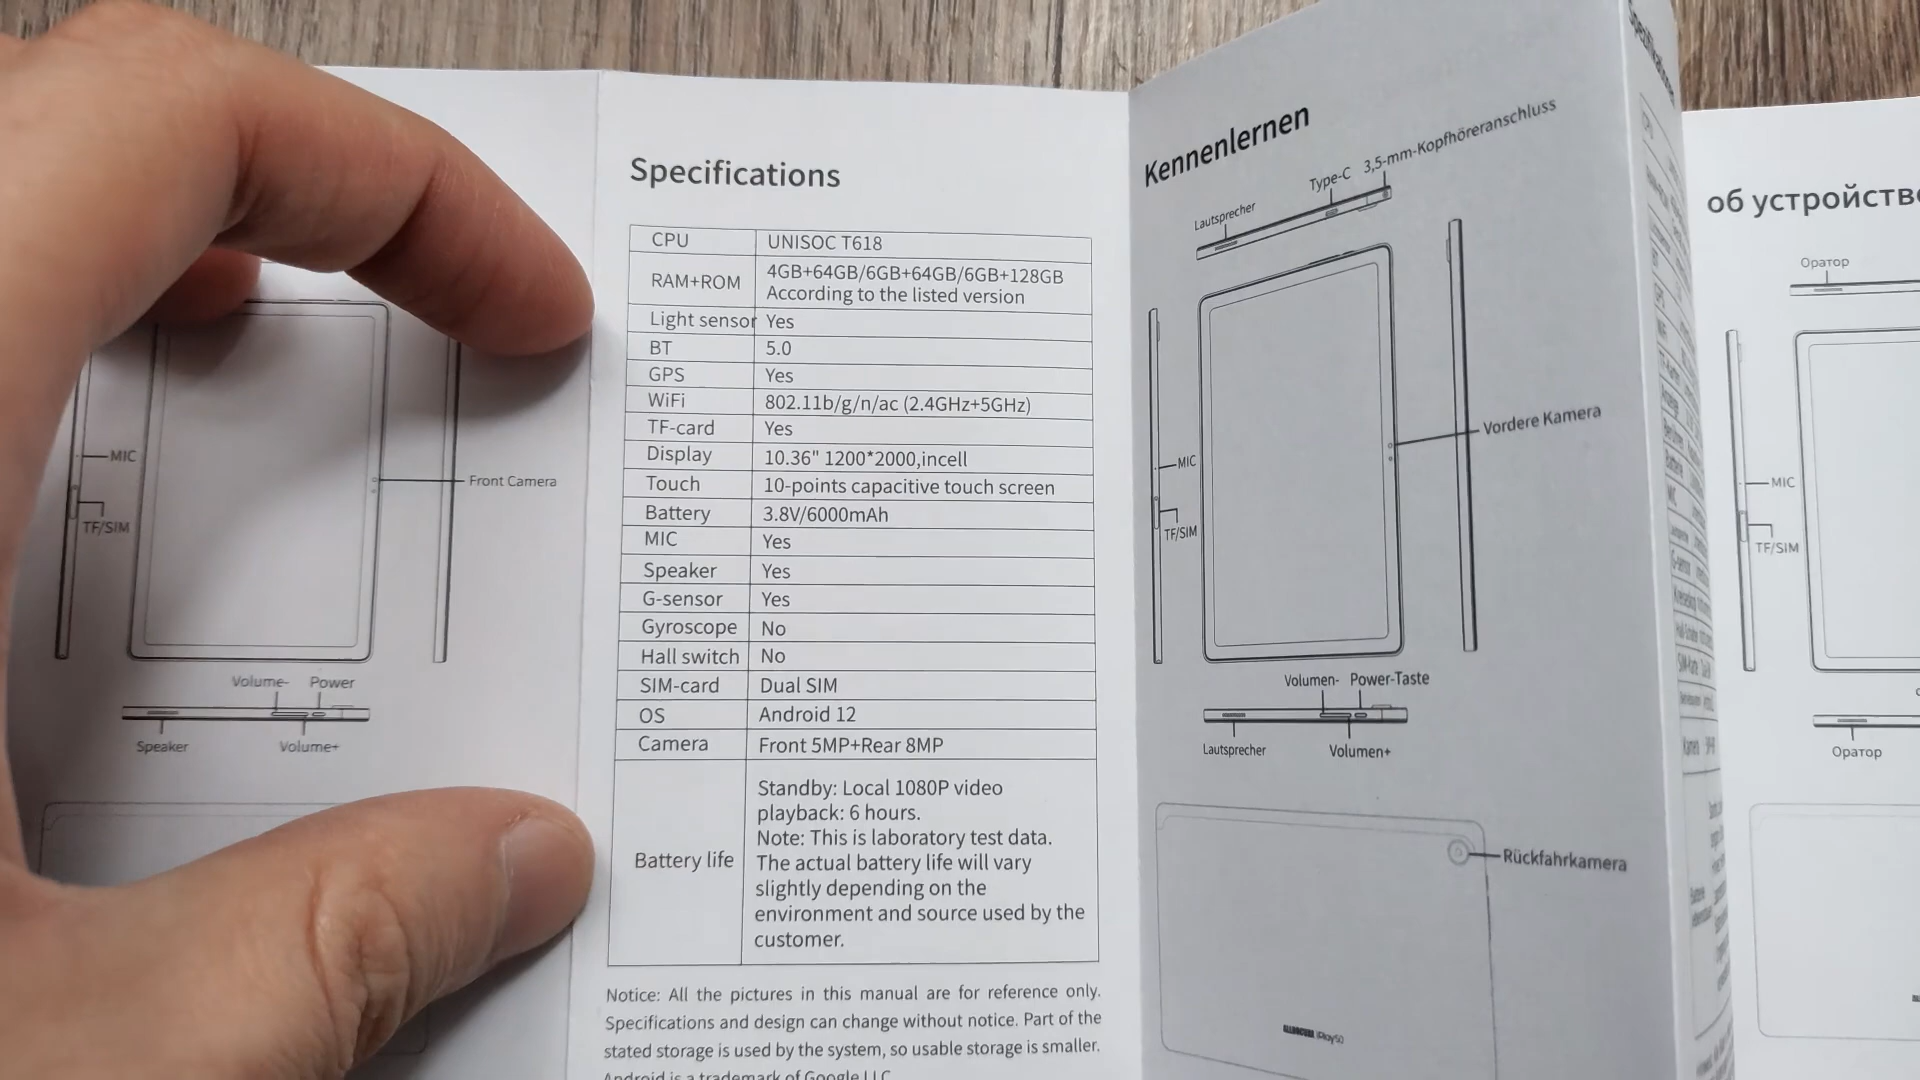 MIC
TF/SIM
Front Camera
Volume-
Power
Speaker
Volume+
Specifications
CPU UNISOC T618
RAM+ROM 4GB+64GB/6GB+64GB/6GB+128GB
According to the listed version
Light sensor Yes
BT 5.0
GPS Yes
WiFi 802.11b/g/n/ac (2.4GHz+5GHz)
TF-card Yes
Display 10.36" 1200*2000,incell
Touch 10-points capacitive touch screen
Battery 3.8V/6000mAh
MIC Yes
Speaker Yes
G-sensor Yes
Gyroscope No
Hall switch No
SIM-card Dual SIM
OS Android 12
Camera Front 5MP+Rear 8MP
Battery life
Standby: Local 1080P video
playback: 6 hours.
Note: This is laboratory test data.
The actual battery life will vary
slightly depending on the
environment and source used by the
customer.
Notice: All the pictures in this manual are for reference only.
Specifications and design can change without notice. Part of the
stated storage is used by the system, so usable storage is smaller.
Android is a trademark of Google LLC
Kennenlernen
Lautsprecher
Type-C
3,5-mm-Kopfhöreranschluss
MIC
TF/SIM
Vordere Kamera
Volumen-
Power-Taste
Lautsprecher
Volumen+
Rückfahrkamera
ALLDOCUBE iPlay50
об устройстве
Оратор
MIC
TF/SIM
Оратор